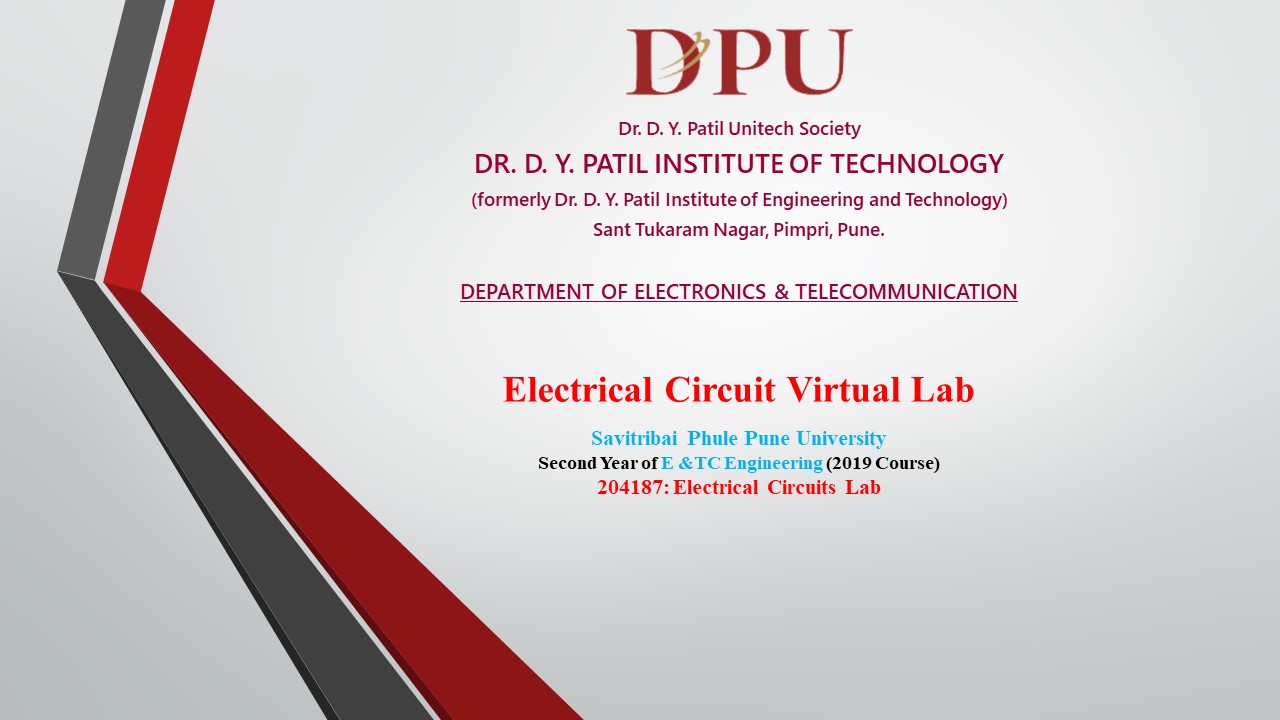 DPU
Dr. D. Y. Patil Unitech Society
DR. D. Y. PATIL INSTITUTE OF TECHNOLOGY
(formerly Dr. D. Y. Patil Institute of Engineering and Technology)
Sant Tukaram Nagar, Pimpri, Pune.
DEPARTMENT OF ELECTRONICS & TELECOMMUNICATION
Electrical Circuit Virtual Lab
Savitribai Phule Pune University
Second Year of E &TC Engineering (2019 Course)
204187: Electrical Circuits Lab